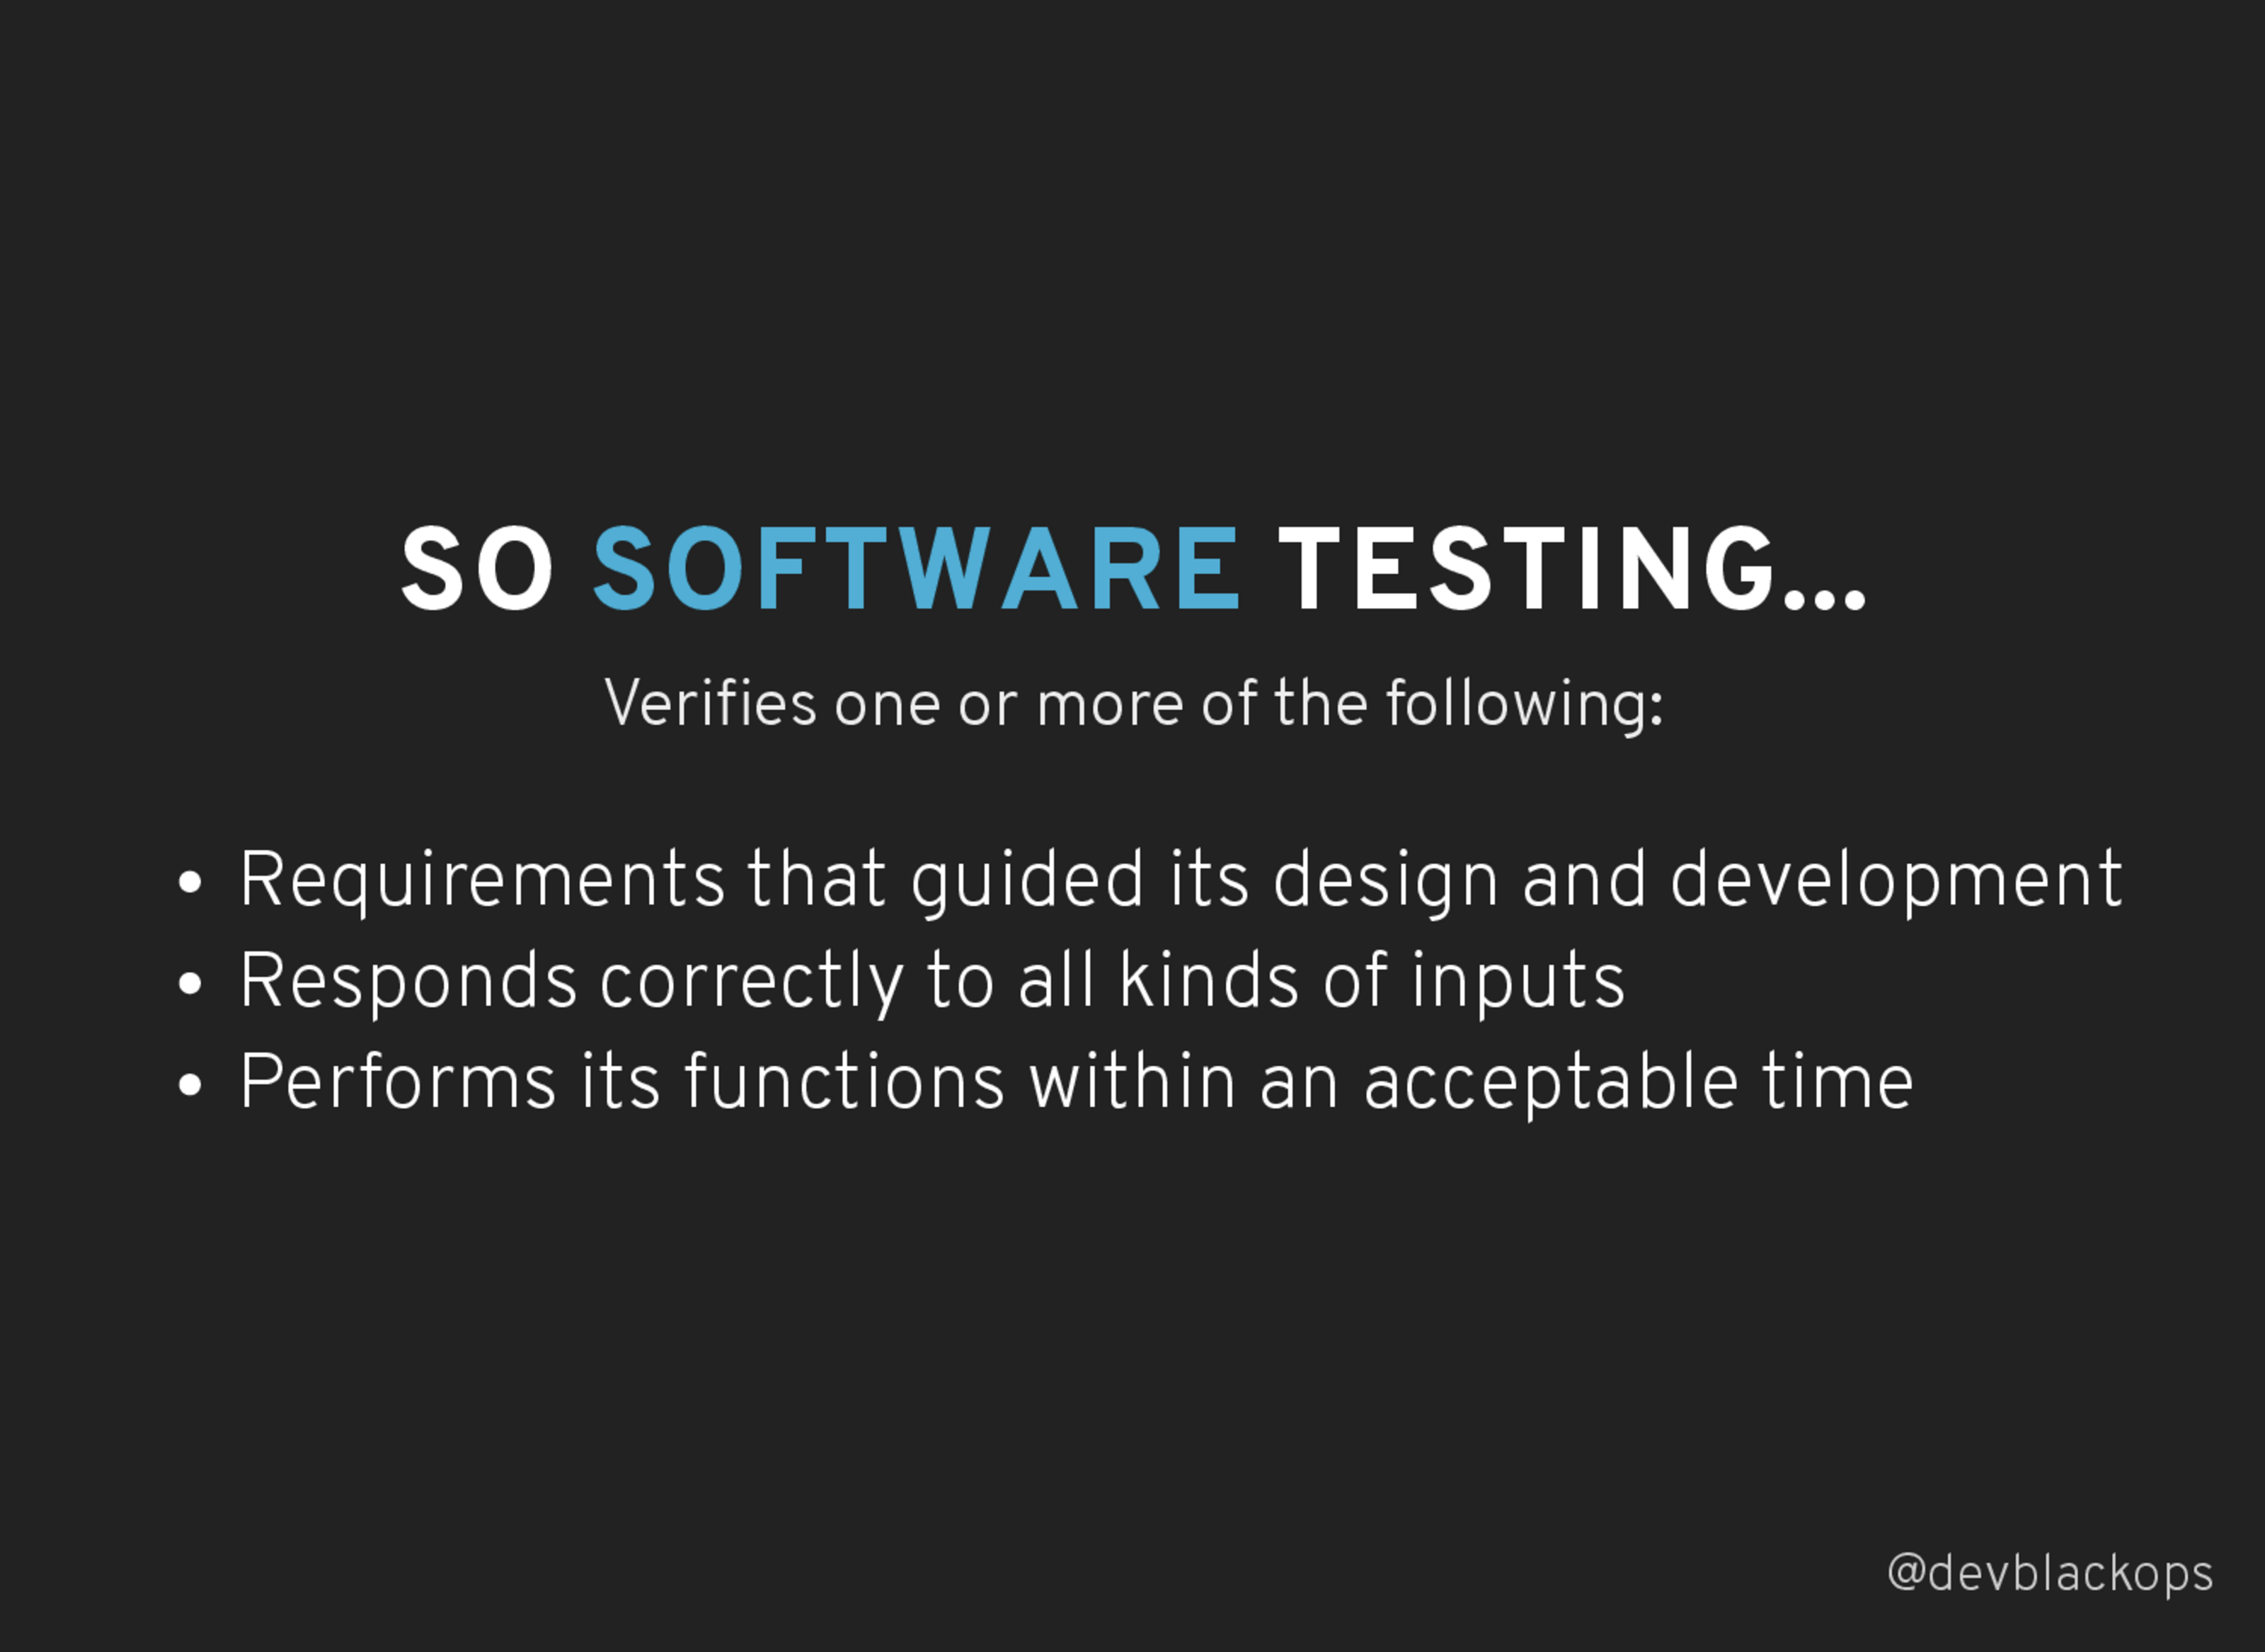 SO SOFTWARE TESTING...
Verifies one or more of the following:
• Requirements that guided its design and development
• Responds correctly to all kinds of inputs
• Performs its functions within an acceptable time
@devblackops